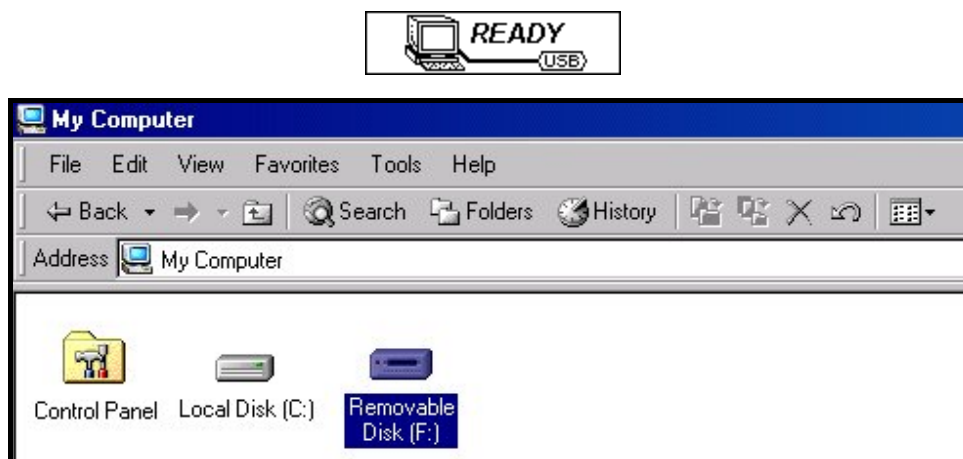 READY
USB
My Computer
File Edit View Favorites Tools Help
Back Search Folders History
Address My Computer
Control Panel Local Disk (C:) Removable
Disk (F:)